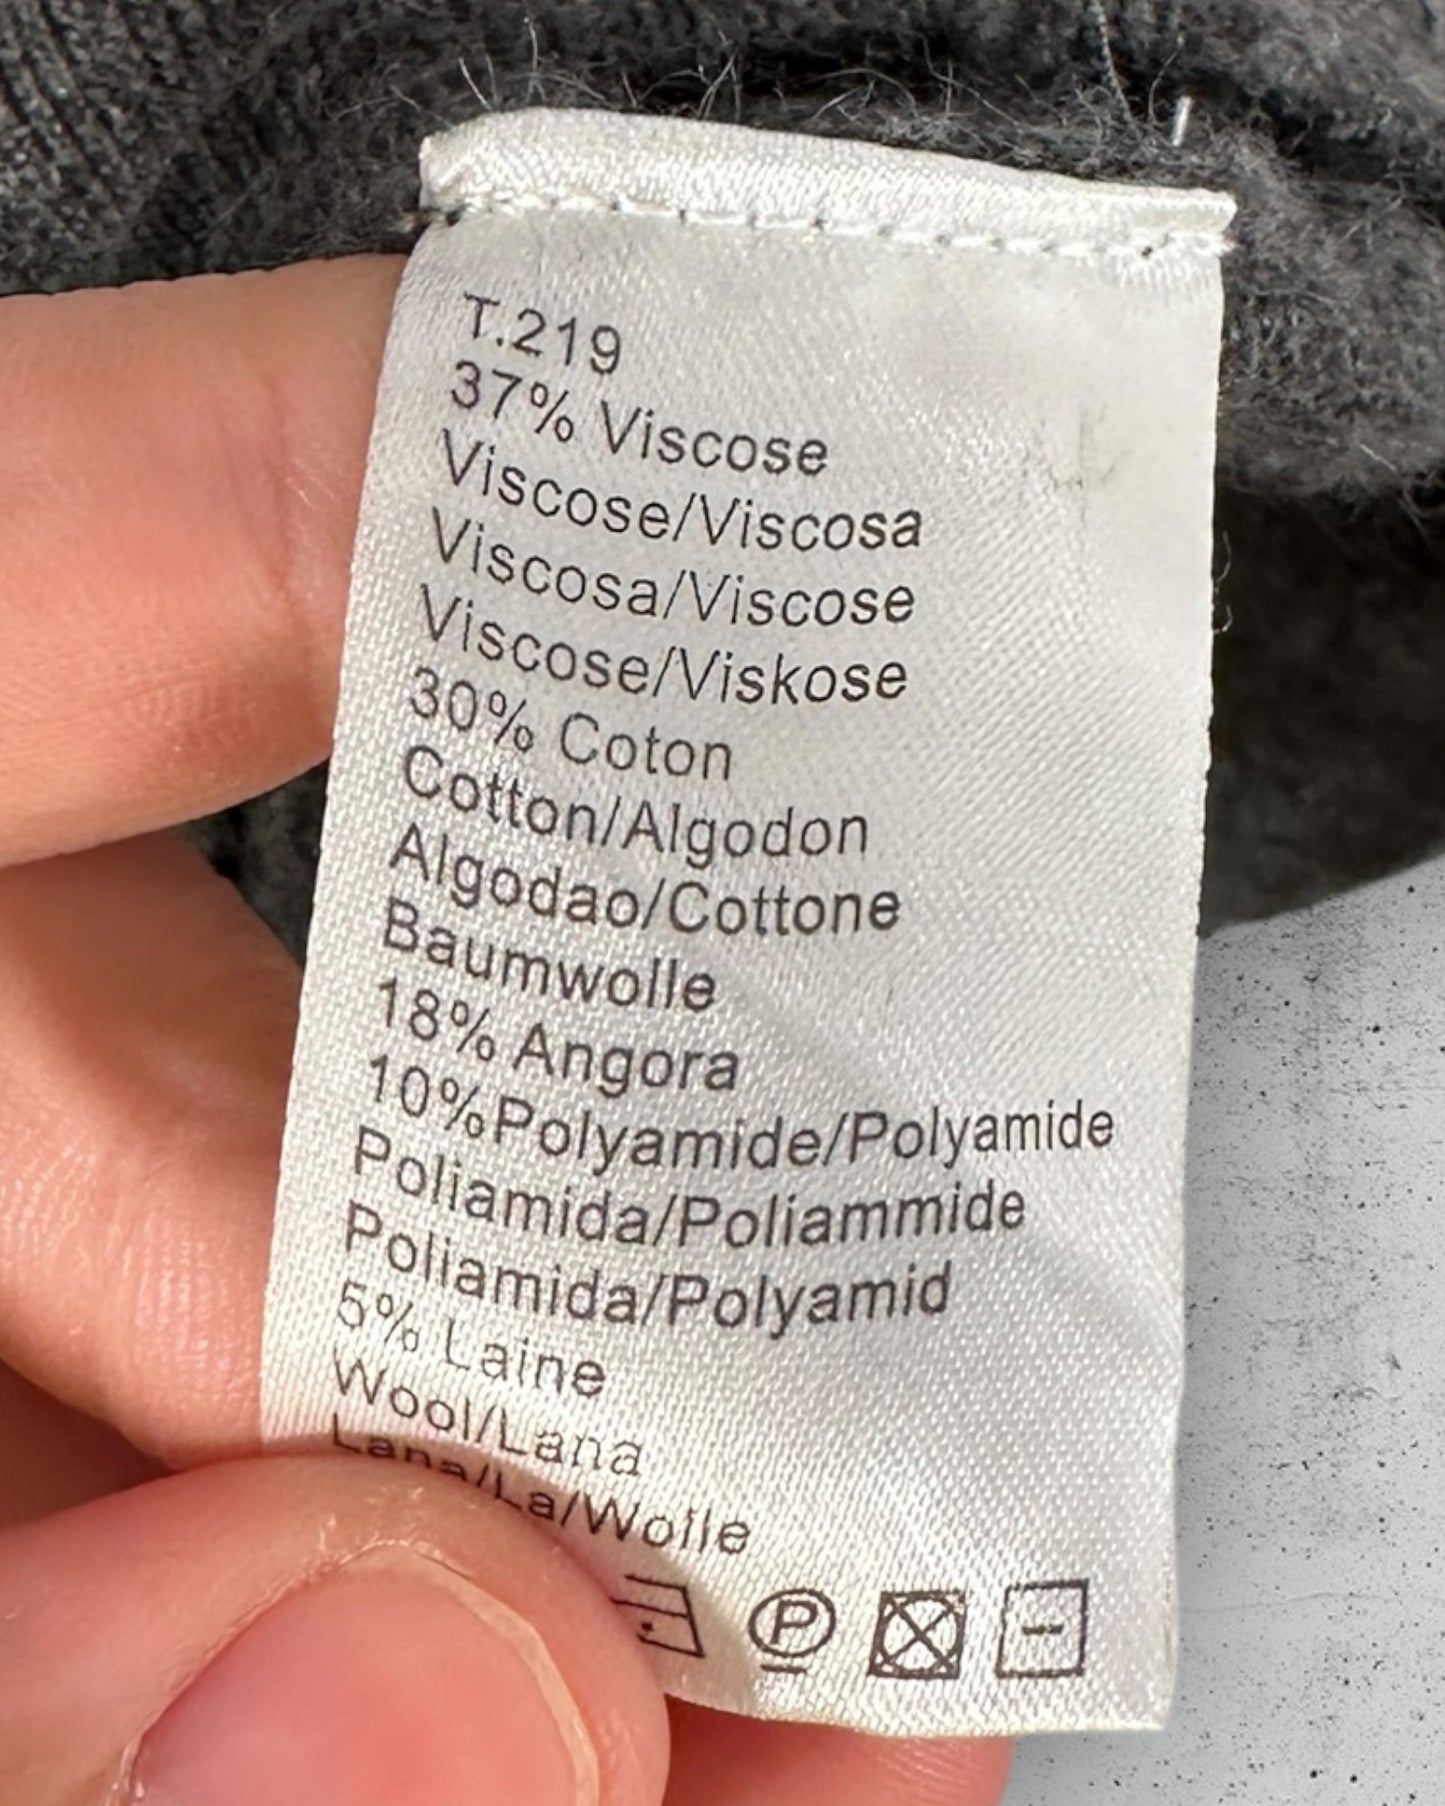 T.219
37% Viscose
Viscose/Viscosa
Viscosa/Viscose
Viscose/Viskose
30% Coton
Cotton/Algodon
Algodao/Cottone
Baumwolle
18% Angora
10%Polyamide/Polyamide
Poliamida/Poliammide
Poliamida/Polyamid
5% Laine
Wool/Lana
Lana/La/Wolle
P